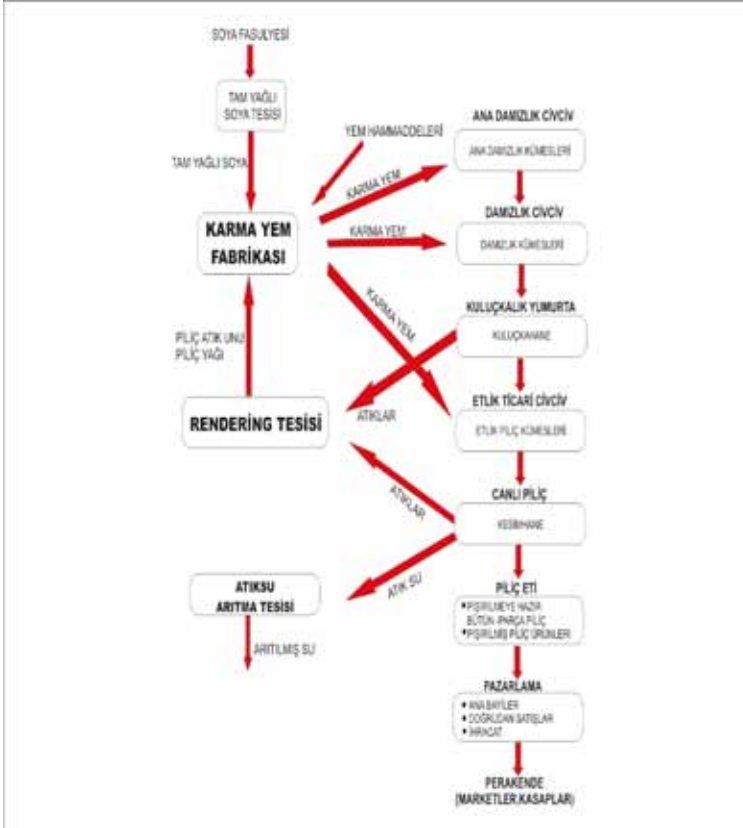 SOYA FASULYESİ
TAM YAĞLI
SOYA TESİSİ
TAM YAĞLI SOYA
YEM HAMMADDELERİ
KARMA YEM
FABRİKASI
KARMA YEM
KARMA YEM
KARMA YEM
PİLİÇ ATIK UNU
PİLİÇ YAĞI
RENDERING TESİSİ
ATIKLAR
ATIKLAR
ATIK SU
ATIKSU
ARITMA TESİSİ
ARITILMIŞ SU
ANA DAMIZLIK CİVCİV
ANA DAMIZLIK KÜMESLERİ
DAMIZLIK CİVCİV
DAMIZLIK KÜMESLERİ
KULUÇKALIK YUMURTA
KULUÇKAHANE
ETLİK TİCARİ CİVCİV
ETLİK PİLİÇ KÜMESLERİ
CANLI PİLİÇ
KESİMHANE
PİLİÇ ETİ
• PİŞİRİLMEYE HAZIR
BÜTÜN -PARÇA PİLİÇ
• PİŞİRİLMİŞ PİLİÇ ÜRÜNLERİ
PAZARLAMA
• ANA BAYİLER
• DOĞRUDAN SATIŞLAR
• İHRACAT
PERAKENDE
(MARKETLER.KASAPLAR)